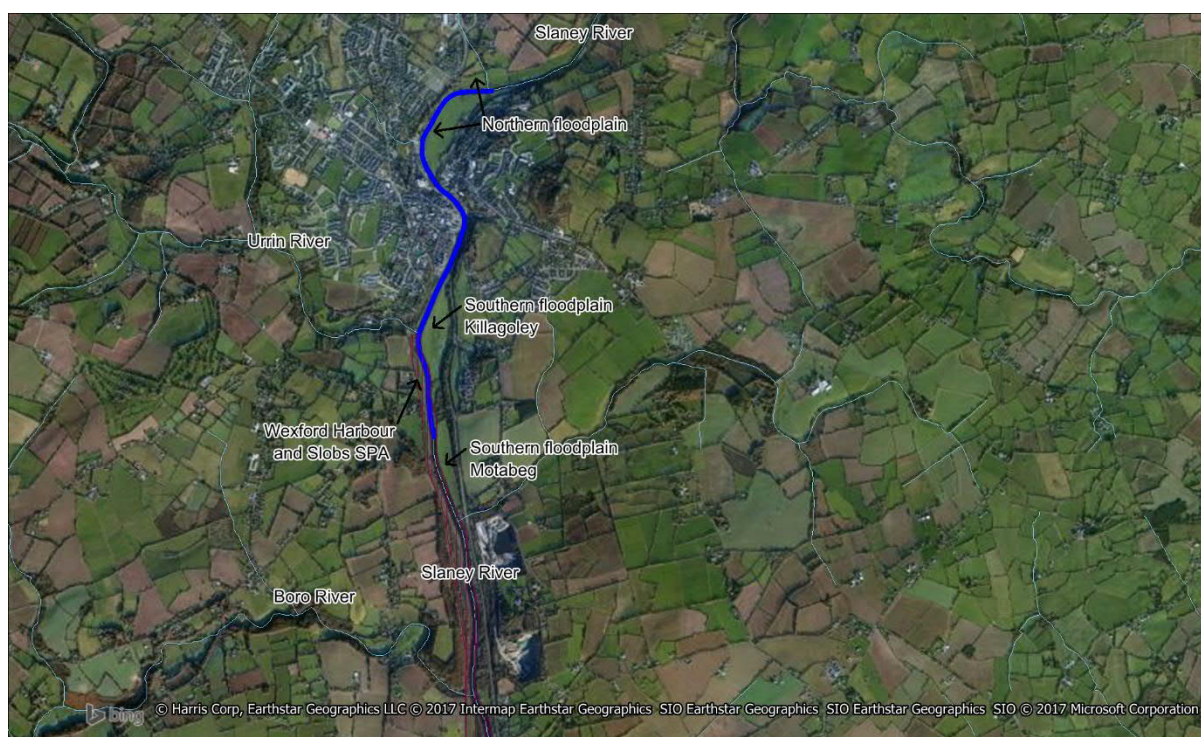 Slaney River
Northern floodplain
Urrin River
Southern floodplain
Killagoley
Wexford Harbour
and Slobs SPA
Southern floodplain
Motabeg
Slaney River
Boro River
bing
© Harris Corp, Earthstar Geographics LLC © 2017 Intermap Earthstar Geographics SIO Earthstar Geographics SIO Earthstar Geographics SIO © 2017 Microsoft Corporation